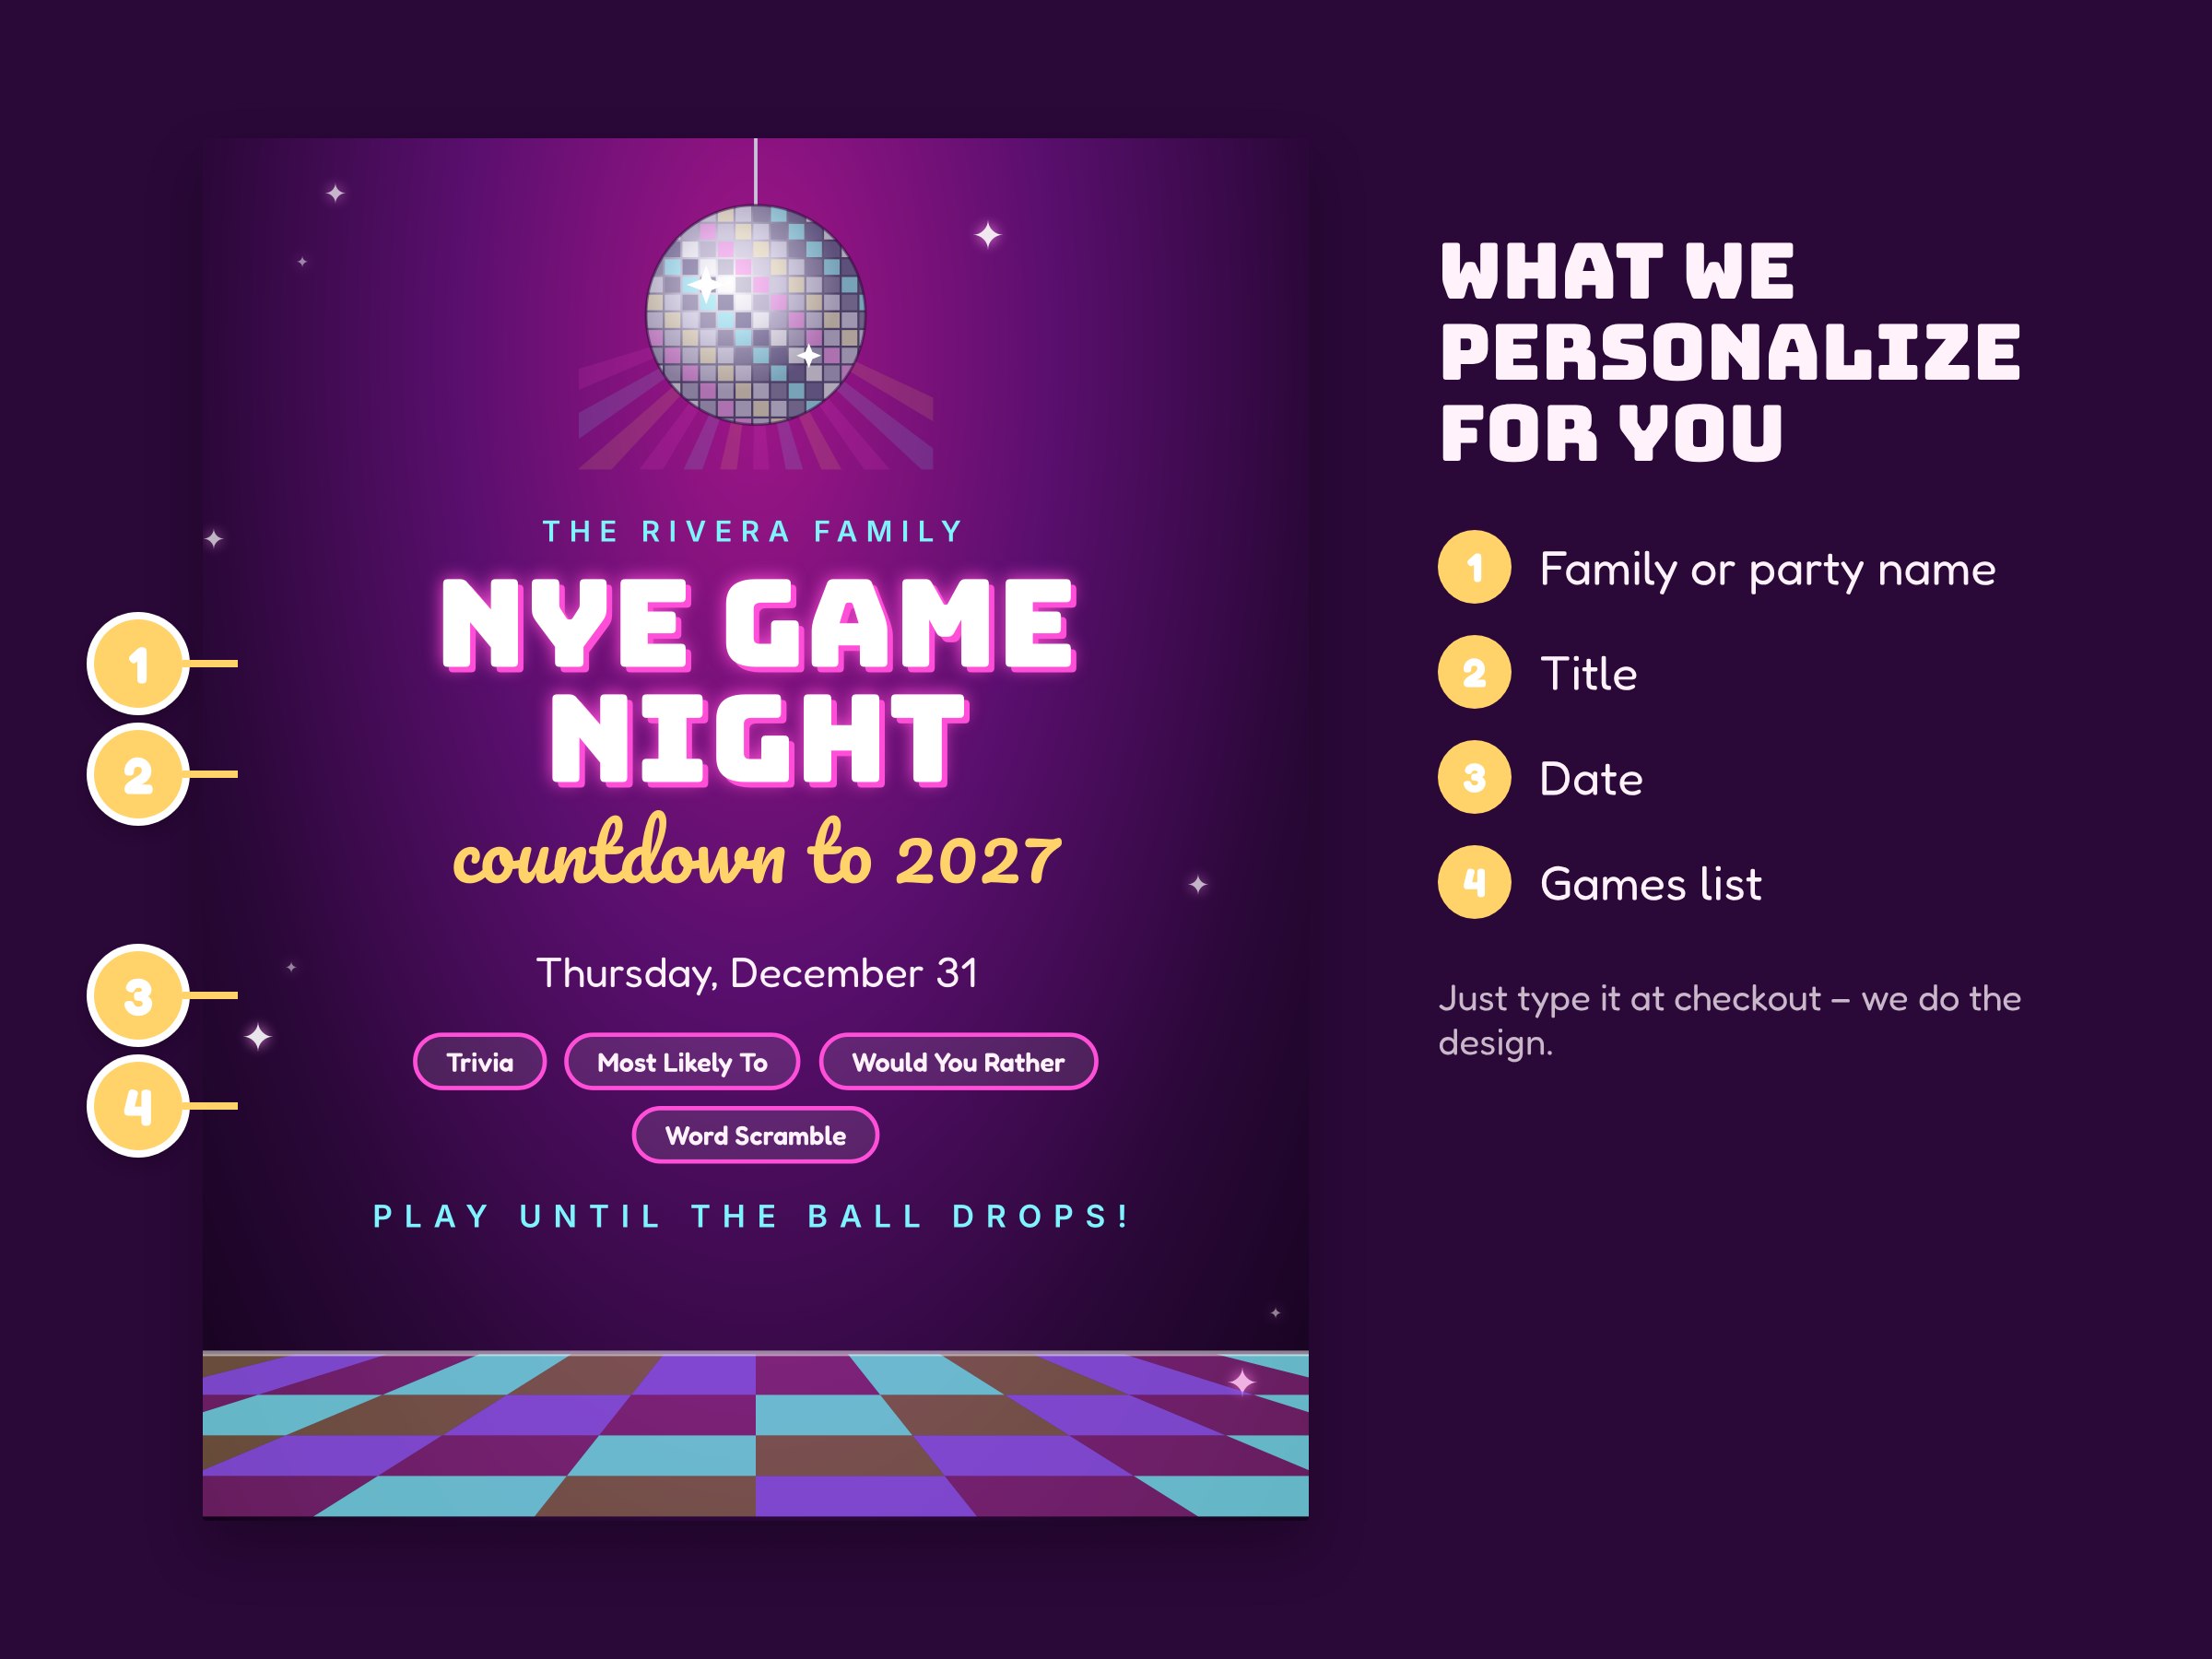 THE RIVERA FAMILY
NYE GAME
NIGHT
countdown to 2027
Thursday, December 31
Trivia
Most Likely To
Would You Rather
Word Scramble
PLAY UNTIL THE BALL DROPS!
1
2
3
4
WHAT WE
PERSONALIZE
FOR YOU
1 Family or party name
2 Title
3 Date
4 Games list
Just type it at checkout – we do the
design.